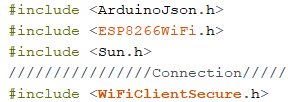 #include <ArduinoJson.h>
#include <ESP8266WiFi.h>
#include <Sun.h>
////////////////Connection/////
#include <WiFiClientSecure.h>